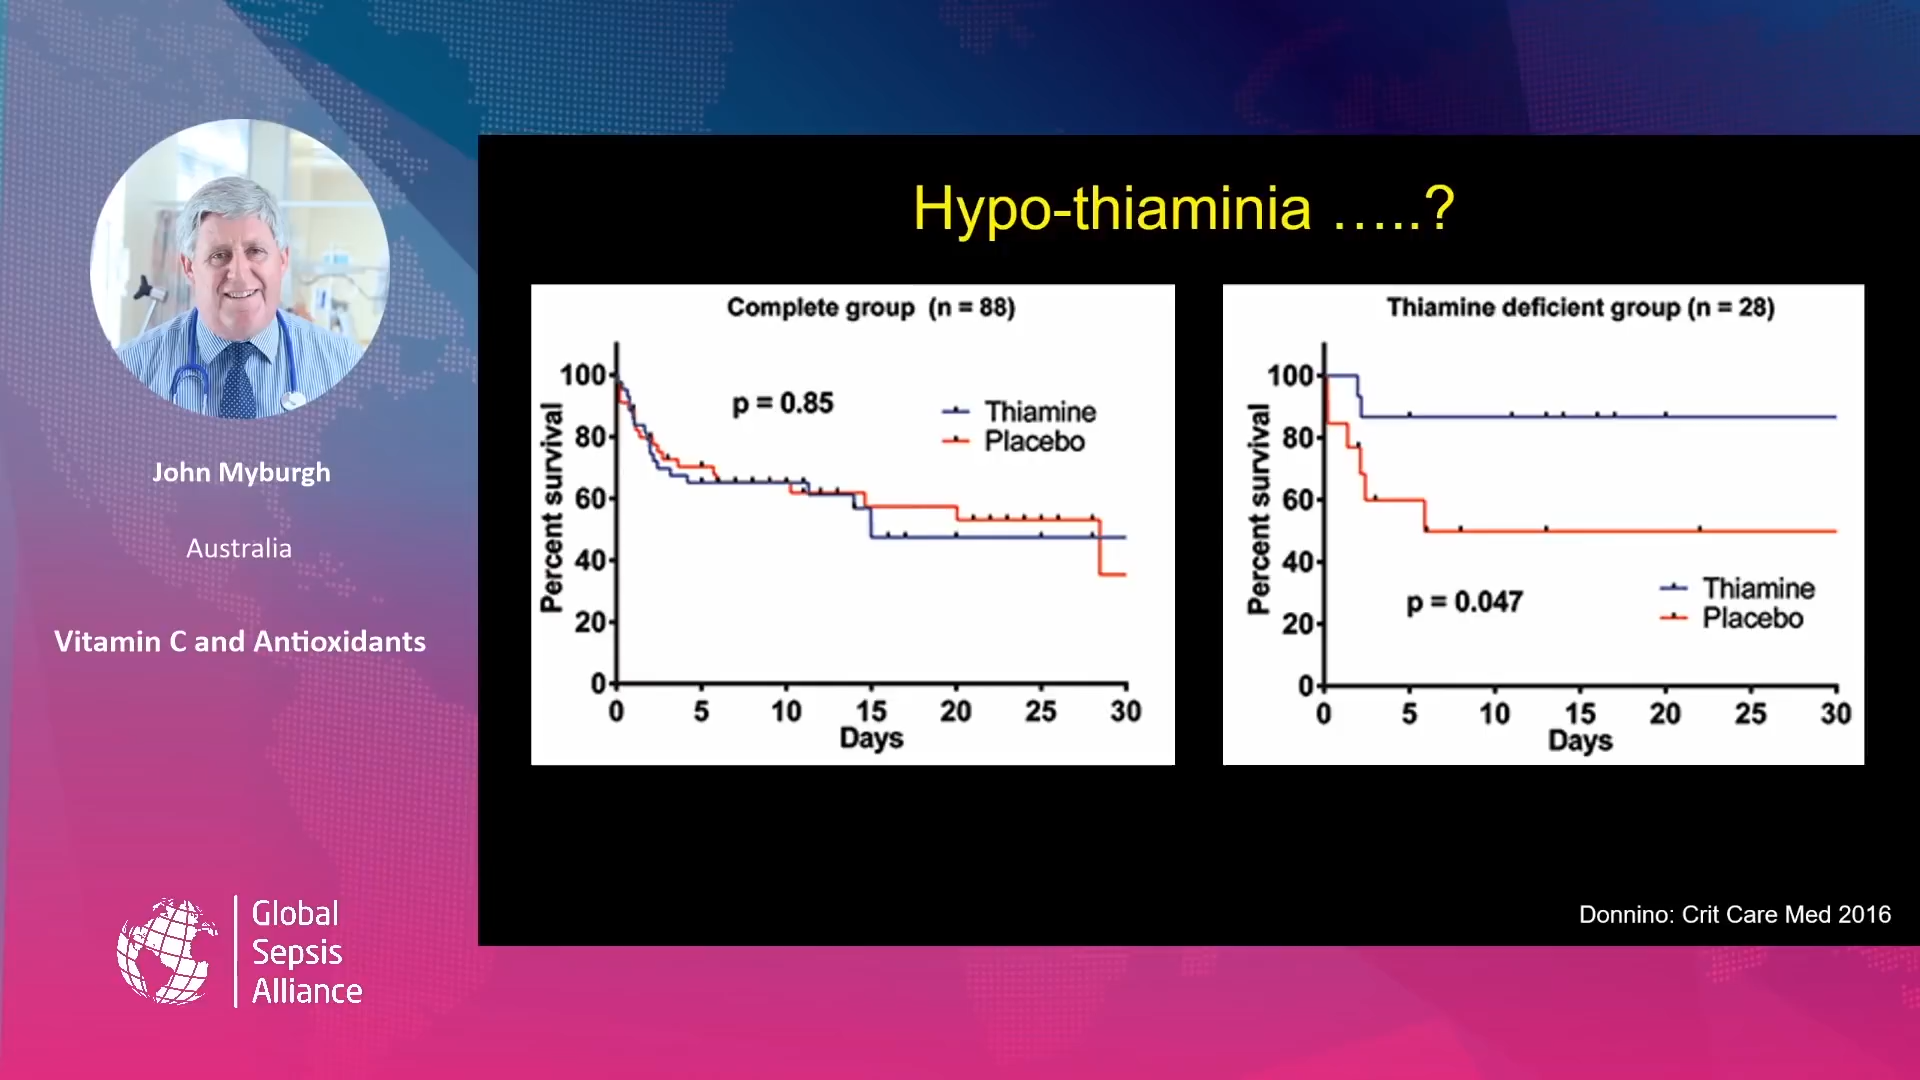 John Myburgh
Australia
Vitamin C and Antioxidants
Global
Sepsis
Alliance
Hypo-thiaminia …..?
Complete group (n = 88)
p = 0.85
Thiamine
Placebo
Percent survival
100
80
60
40
20
0
0 5 10 15 20 25 30
Days
Thiamine deficient group (n = 28)
Percent survival
100
80
60
40
20
0
p = 0.047
Thiamine
Placebo
0 5 10 15 20 25 30
Days
Donnino: Crit Care Med 2016